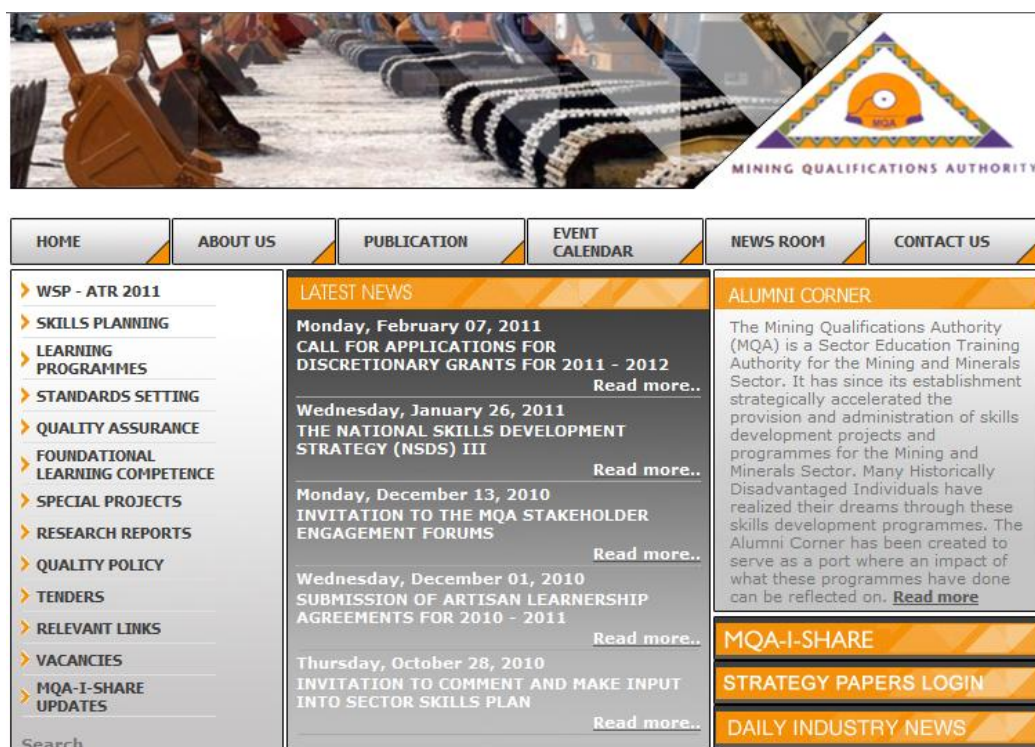 MQA
MINING QUALIFICATIONS AUTHORITY
HOME
ABOUT US
PUBLICATION
EVENT
CALENDAR
NEWS ROOM
CONTACT US
WSP - ATR 2011
SKILLS PLANNING
LEARNING
PROGRAMMES
STANDARDS SETTING
QUALITY ASSURANCE
FOUNDATIONAL
LEARNING COMPETENCE
SPECIAL PROJECTS
RESEARCH REPORTS
QUALITY POLICY
TENDERS
RELEVANT LINKS
VACANCIES
MQA-I-SHARE
UPDATES
Search
LATEST NEWS
Monday, February 07, 2011
CALL FOR APPLICATIONS FOR
DISCRETIONARY GRANTS FOR 2011 - 2012
Read more..
Wednesday, January 26, 2011
THE NATIONAL SKILLS DEVELOPMENT
STRATEGY (NSDS) III
Read more..
Monday, December 13, 2010
INVITATION TO THE MQA STAKEHOLDER
ENGAGEMENT FORUMS
Read more..
Wednesday, December 01, 2010
SUBMISSION OF ARTISAN LEARNERSHIP
AGREEMENTS FOR 2010 - 2011
Read more..
Thursday, October 28, 2010
INVITATION TO COMMENT AND MAKE INPUT
INTO SECTOR SKILLS PLAN
Read more..
ALUMNI CORNER
The Mining Qualifications Authority
(MQA) is a Sector Education Training
Authority for the Mining and Minerals
Sector. It has since its establishment
strategically accelerated the
provision and administration of skills
development projects and
programmes for the Mining and
Minerals Sector. Many Historically
Disadvantaged Individuals have
realized their dreams through these
skills development programmes. The
Alumni Corner has been created to
serve as a port where an impact of
what these programmes have done
can be reflected on. Read more
MQA-I-SHARE
STRATEGY PAPERS LOGIN
DAILY INDUSTRY NEWS